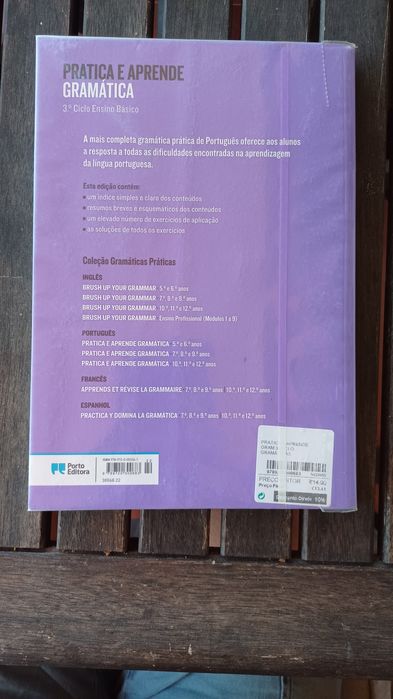 PRATICA E APRENDE
GRAMÁTICA
3.º Ciclo Ensino Básico
A mais completa gramática prática de Português oferece aos alunos
a resposta a todas as dificuldades encontradas na aprendizagem
da língua portuguesa.
Esta edição contém:
• um índice simples e claro dos conteúdos
• resumos breves e esquemáticos dos conteúdos
• um elevado número de exercícios de aplicação
• as soluções de todos os exercícios
Coleção Gramáticas Práticas
INGLÊS
BRUSH UP YOUR GRAMMAR 5.º e 6.º anos
BRUSH UP YOUR GRAMMAR 7.º, 8.º e 9.º anos
BRUSH UP YOUR GRAMMAR 10.º, 11.º e 12.º anos
BRUSH UP YOUR GRAMMAR Ensino Profissional (Módulos 1 a 9)
PORTUGUÊS
PRATICA E APRENDE GRAMÁTICA 5.º e 6.º anos
PRATICA E APRENDE GRAMÁTICA 7.º, 8.º e 9.º anos
PRATICA E APRENDE GRAMÁTICA 10.º, 11.º e 12.º anos
FRANCÊS
APPRENDS ET RÉVISE LA GRAMMAIRE 7.º, 8.º e 9.º anos | 10.º, 11.º e 12.º anos
ESPANHOL
PRACTICA Y DOMINA LA GRAMÁTICA 7.º, 8.º e 9.º anos | 10.º, 11.º e 12.º anos
Porto
Editora
ISBN
€14,90
10%